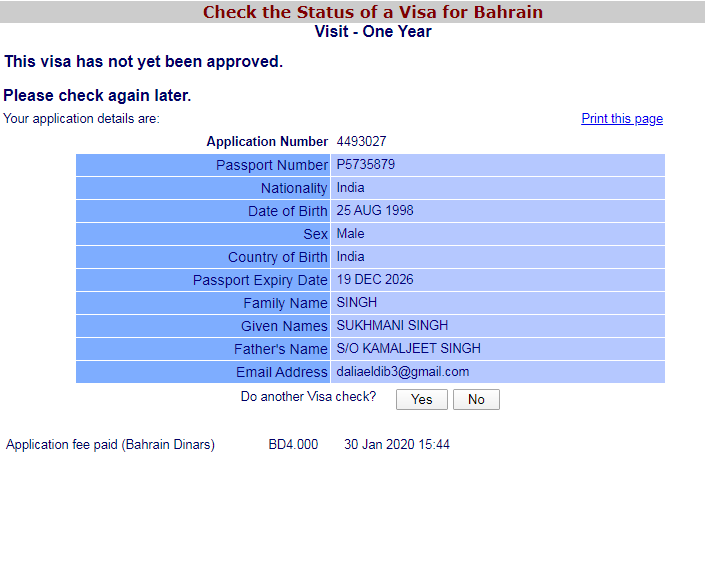 Check the Status of a Visa for Bahrain
Visit - One Year
This visa has not yet been approved.
Please check again later.
Your application details are: Print this page
Application Number 4493027
Passport Number P5735879
Nationality India
Date of Birth 25 AUG 1998
Sex Male
Country of Birth India
Passport Expiry Date 19 DEC 2026
Family Name SINGH
Given Names SUKHMANI SINGH
Father's Name S/O KAMALJEET SINGH
Email Address daliaeldib3@gmail.com
Do another Visa check? Yes No
Application fee paid (Bahrain Dinars) BD4.000 30 Jan 2020 15:44